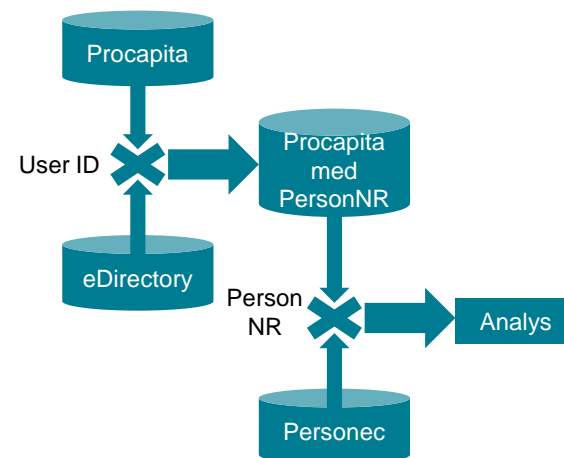 Procapita
User ID
Procapita
med
PersonNR
eDirectory
Person
NR
Analys
Personec